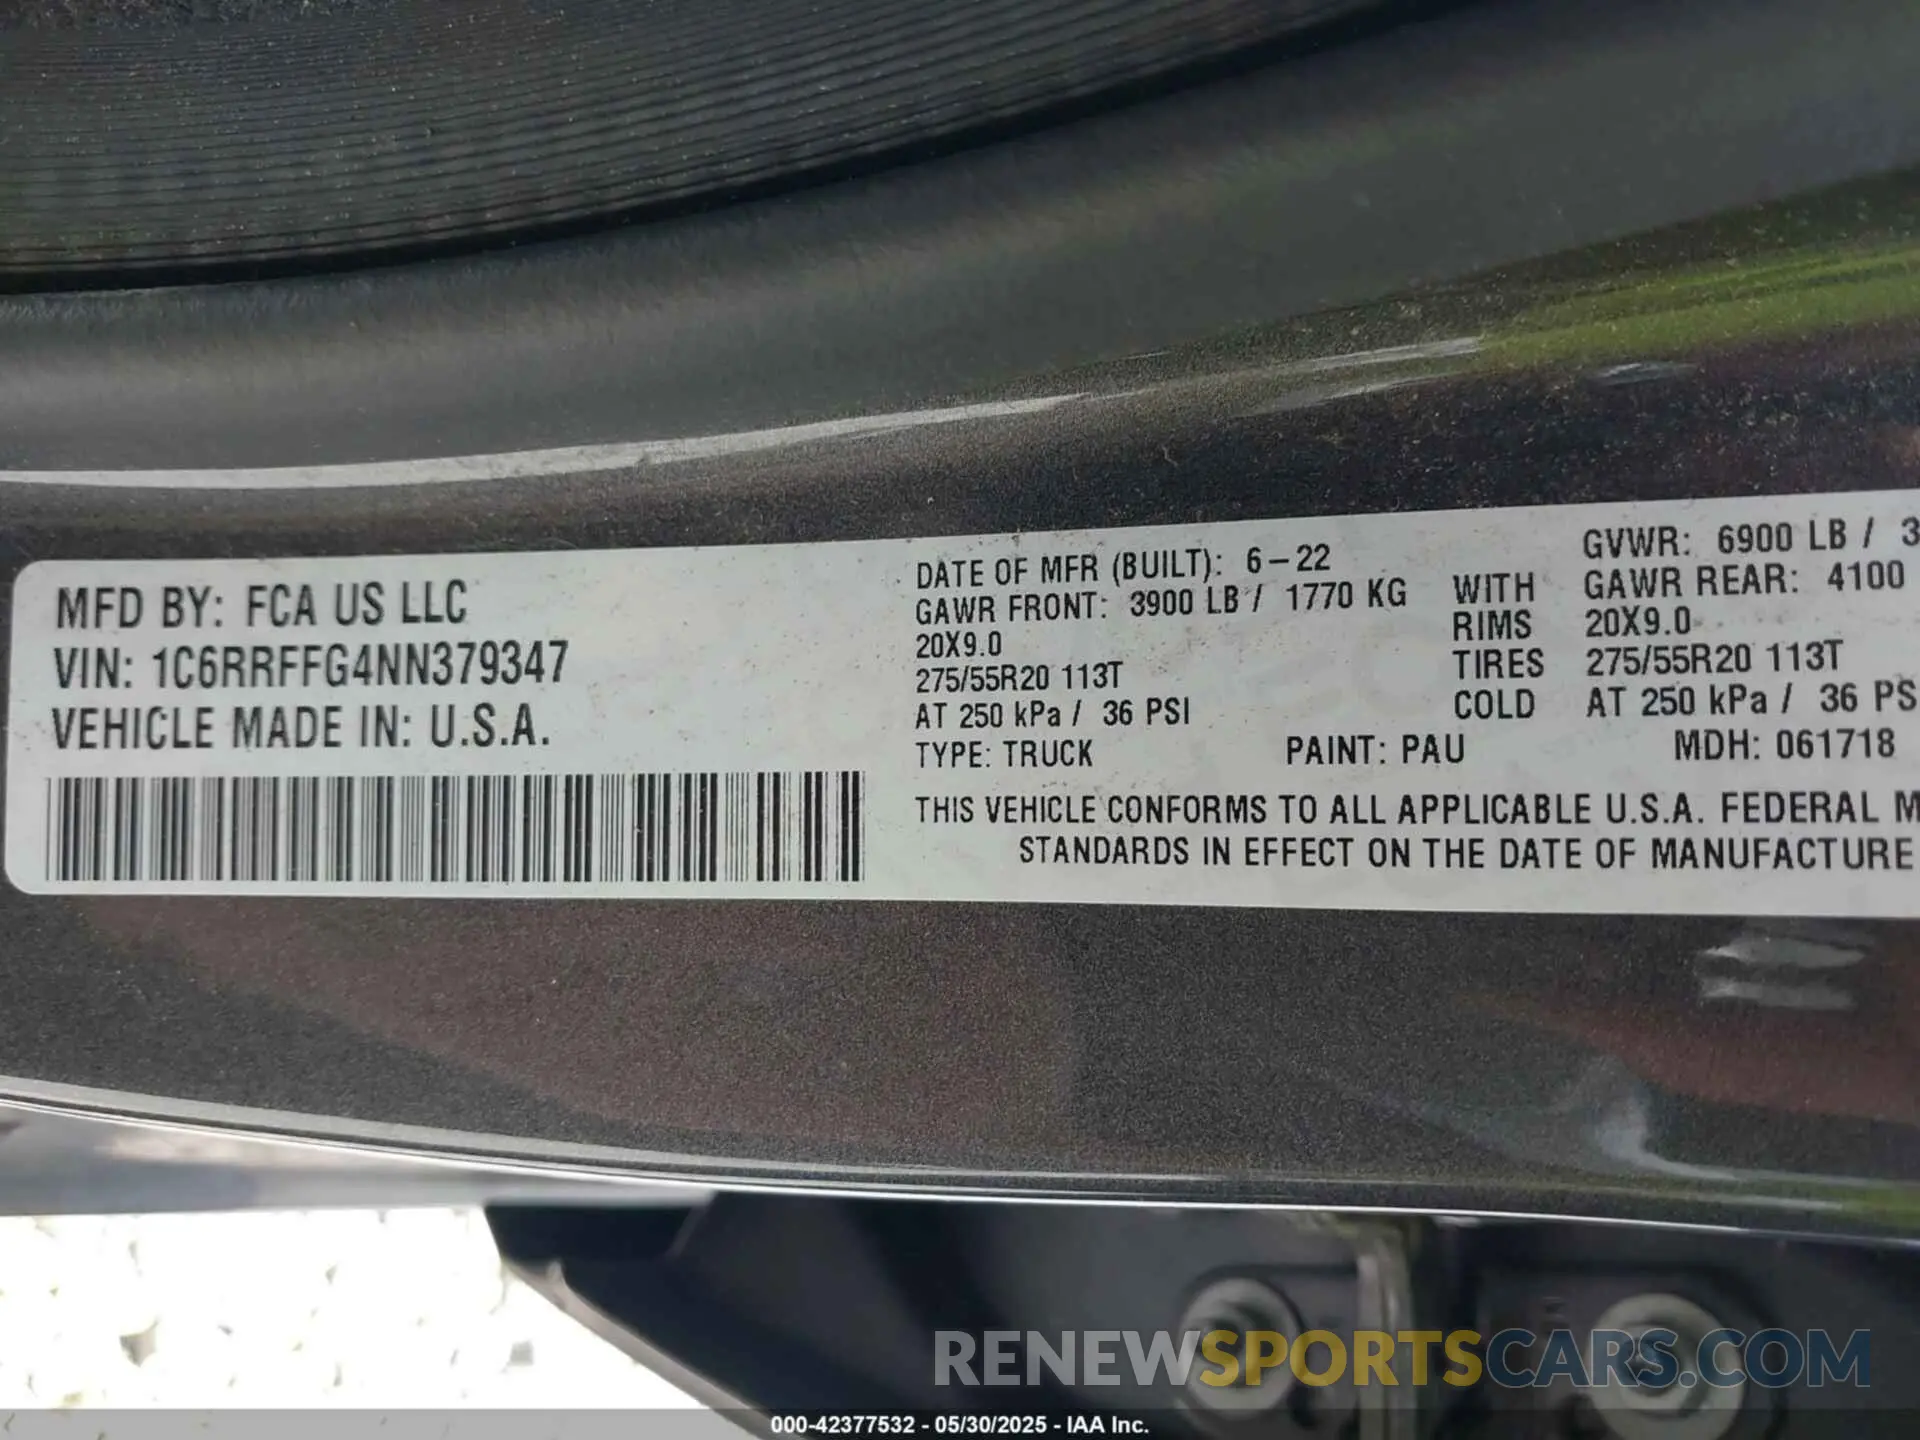 MFD BY: FCA US LLC
VIN: 1C6RRFFG4NN379347
VEHICLE MADE IN: U.S.A.
DATE OF MFR (BUILT): 6-22
GVWR: 6900 LB / 3
GAWR FRONT: 3900 LB / 1770 KG WITH GAWR REAR: 4100
20X9.0 RIMS 20X9.0
275/55R20 113T TIRES 275/55R20 113T
AT 250 kPa / 36 PSI COLD AT 250 kPa / 36 PS
TYPE: TRUCK PAINT: PAU MDH: 061718
THIS VEHICLE CONFORMS TO ALL APPLICABLE U.S.A. FEDERAL M
STANDARDS IN EFFECT ON THE DATE OF MANUFACTURE
RENEWSPORTSCARS.COM
000-42377532 - 05/30/2025 - IAA Inc.